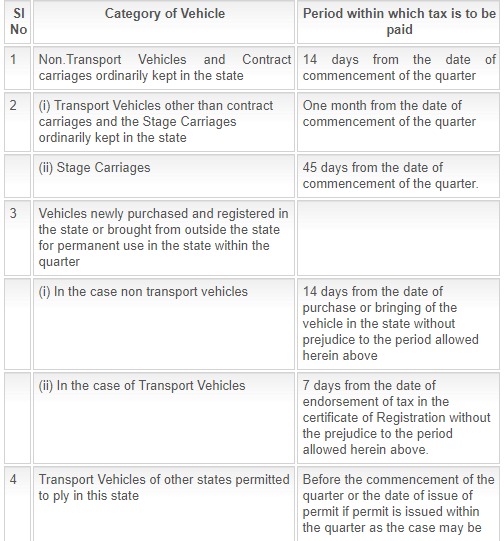 Sl No Category of Vehicle Period within which tax is to be paid
1 Non.Transport Vehicles and Contract carriages ordinarily kept in the state 14 days from the date of commencement of the quarter
2 (i) Transport Vehicles other than contract carriages and the Stage Carriages ordinarily kept in the state One month from the date of commencement of the quarter
(ii) Stage Carriages 45 days from the date of commencement of the quarter.
3 Vehicles newly purchased and registered in the state or brought from outside the state for permanent use in the state within the quarter
(i) In the case non transport vehicles 14 days from the date of purchase or bringing of the vehicle in the state without prejudice to the period allowed herein above
(ii) In the case of Transport Vehicles 7 days from the date of endorsement of tax in the certificate of Registration without the prejudice to the period allowed herein above.
4 Transport Vehicles of other states permitted to ply in this state Before the commencement of the quarter or the date of issue of permit if permit is issued within the quarter as the case may be